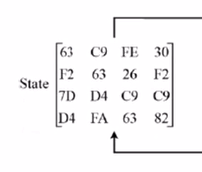 63 C9 FE 30
F2 63 26 F2
State
7D D4 C9 C9
D4 FA 63 82